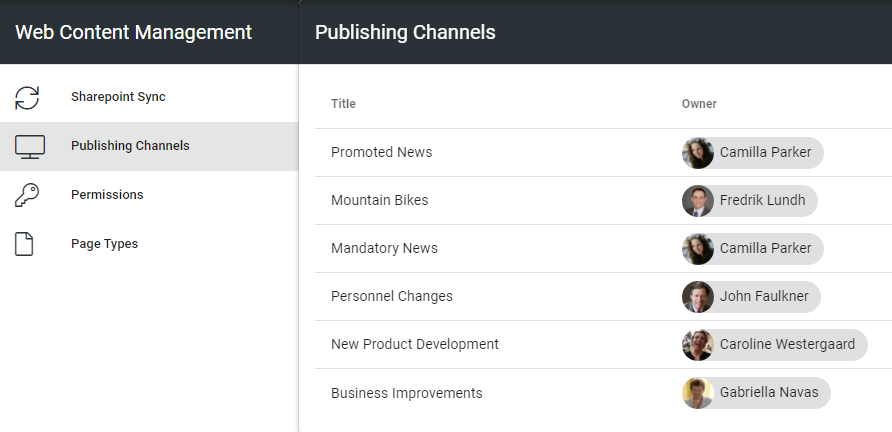 Web Content Management
Publishing Channels
Sharepoint Sync
Publishing Channels
Permissions
Page Types
Title Owner
Promoted News Camilla Parker
Mountain Bikes Fredrik Lundh
Mandatory News Camilla Parker
Personnel Changes John Faulkner
New Product Development Caroline Westergaard
Business Improvements Gabriella Navas